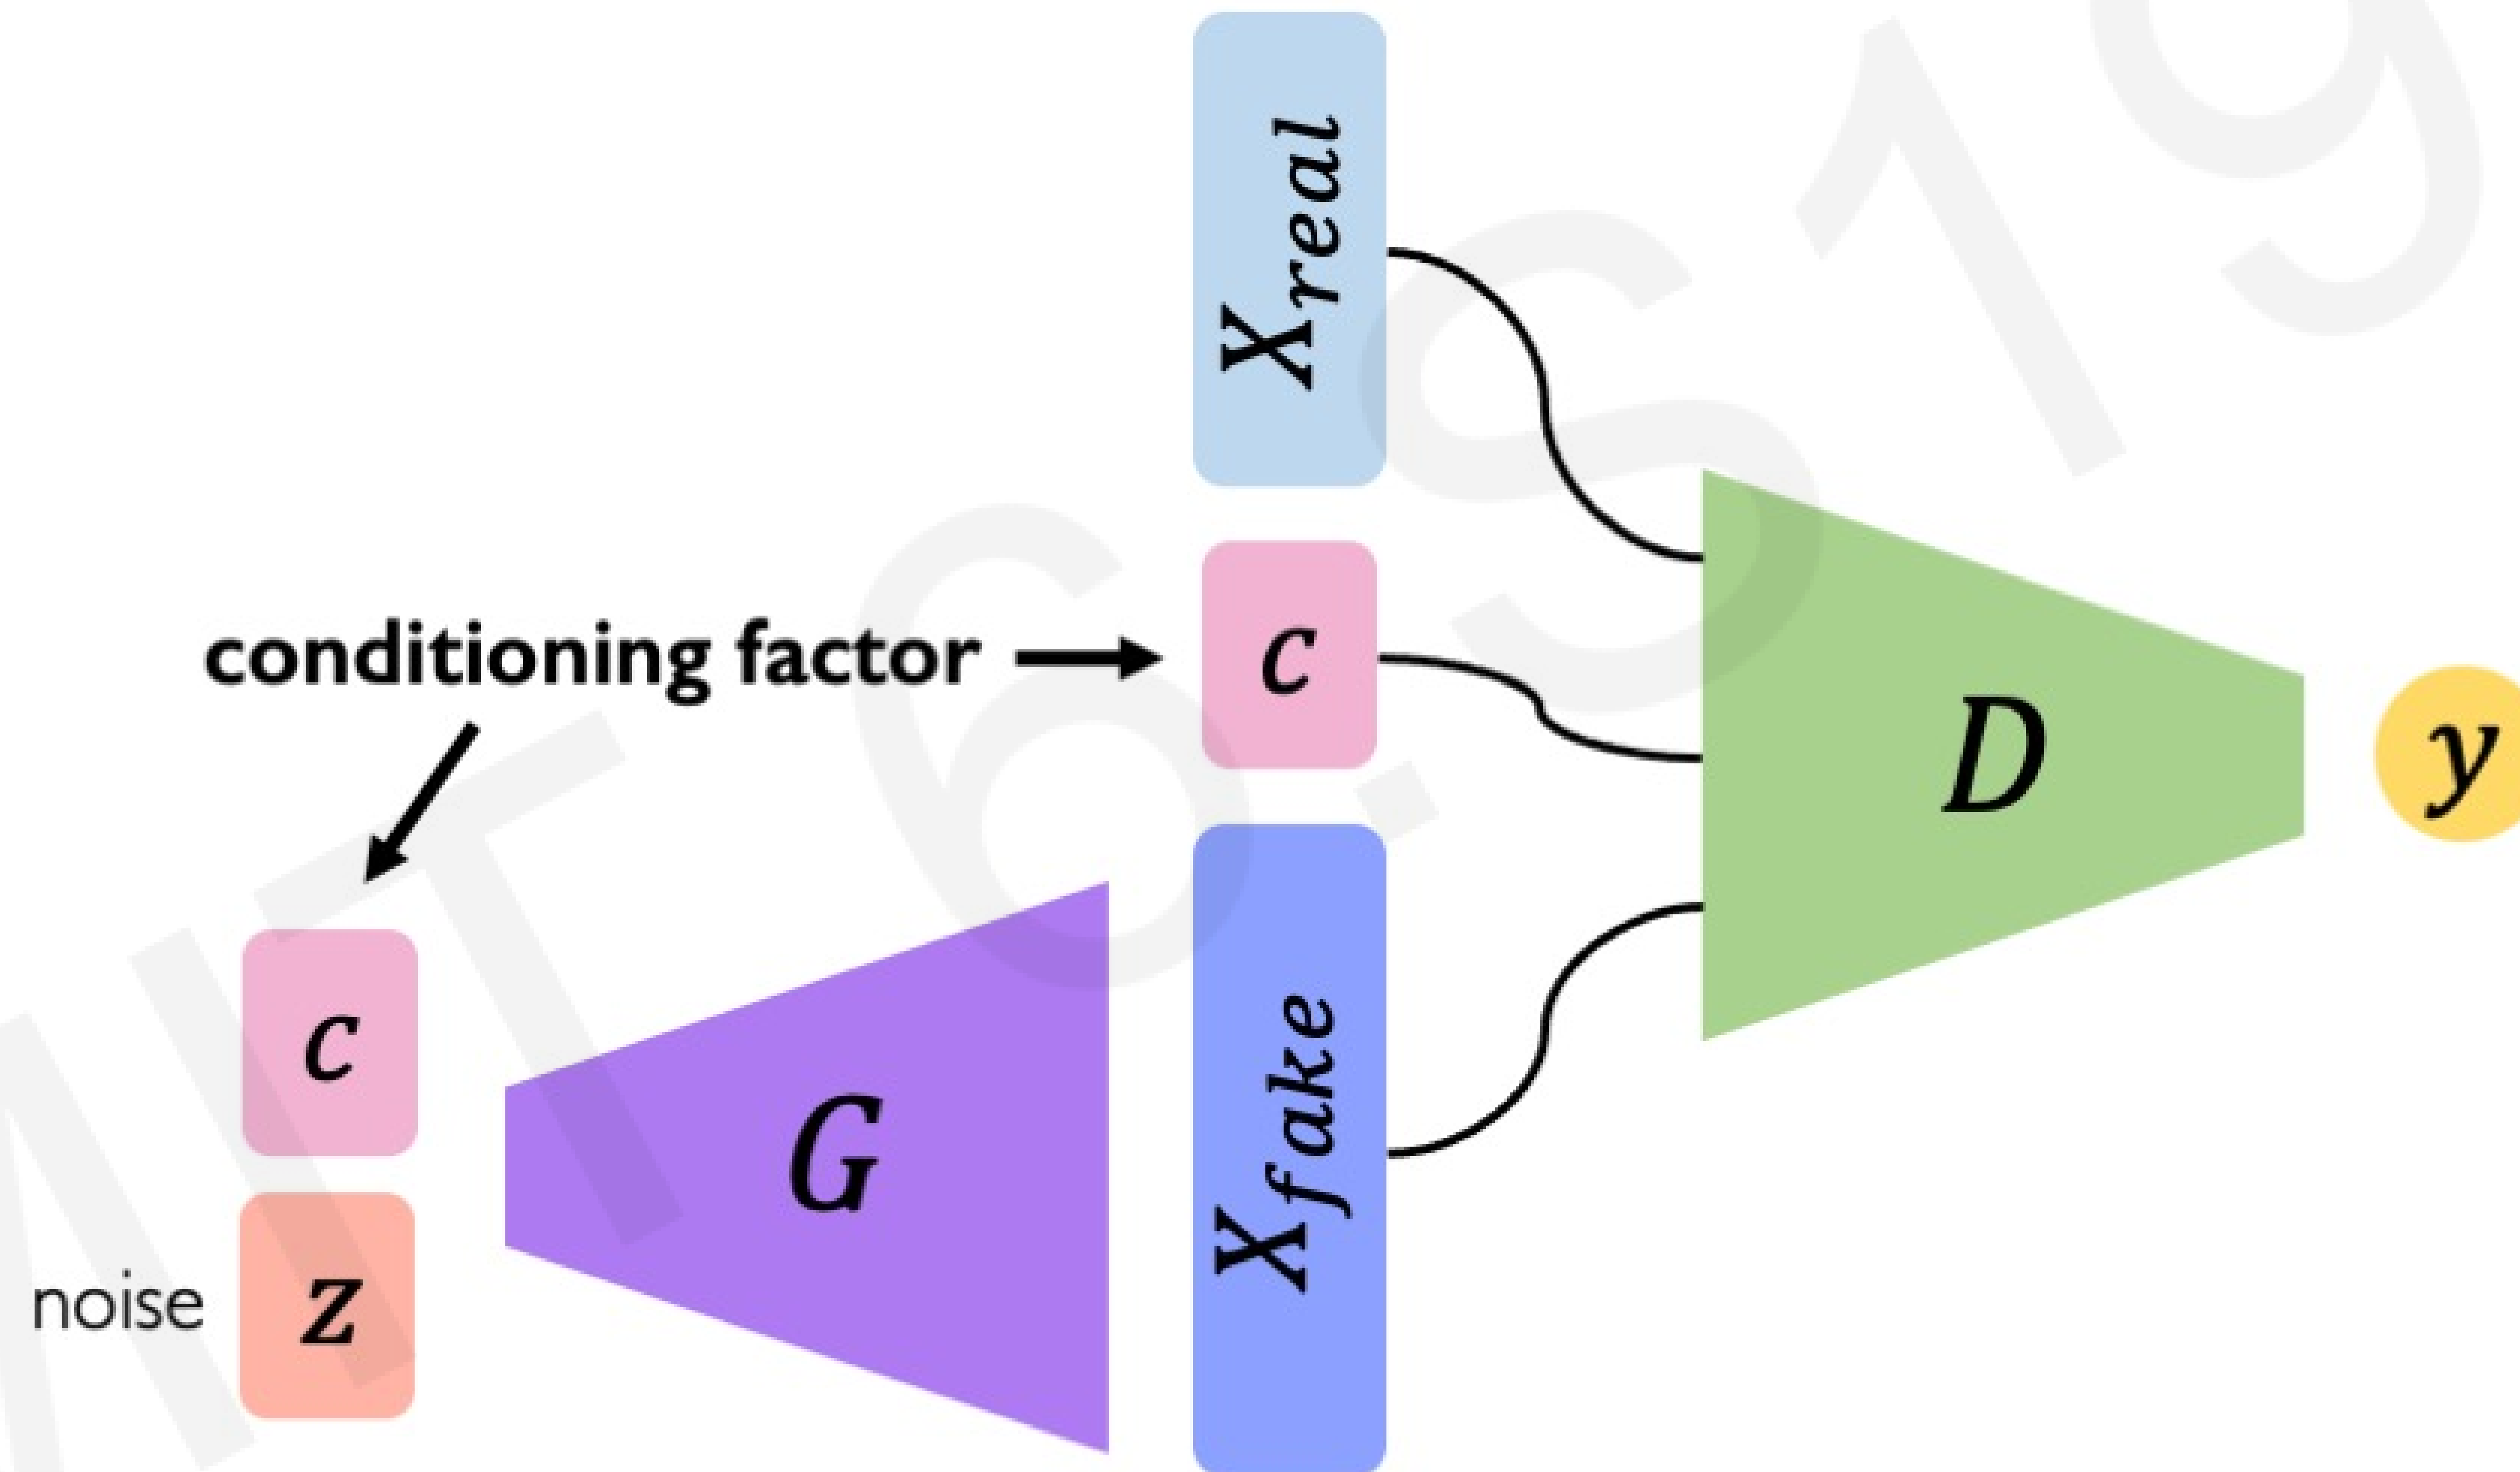 X_real
conditioning factor
c
D
y
c
G
X_fake
noise
z
MIT 6.S19